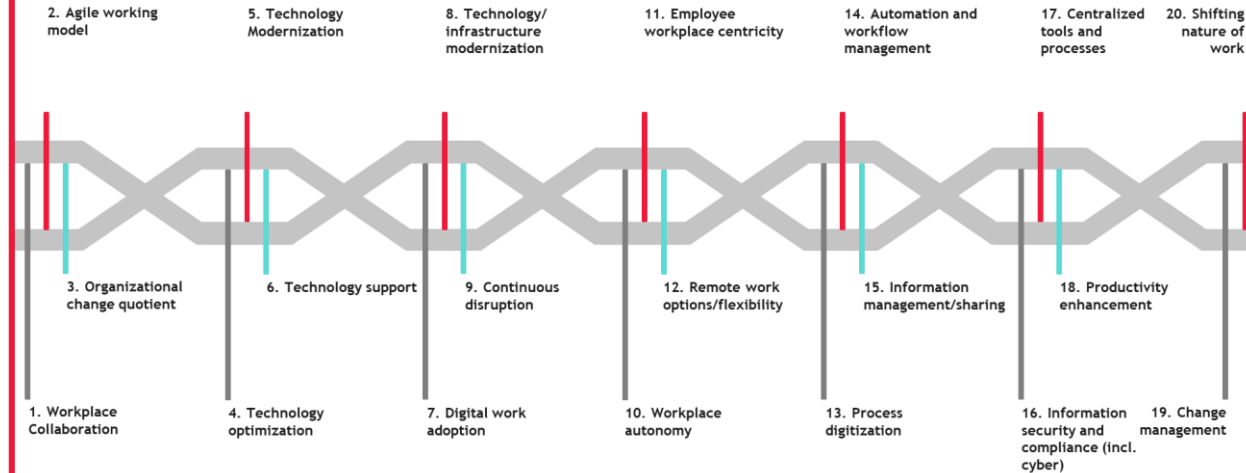 2. Agile working
model
5. Technology
Modernization
8. Technology/
infrastructure
modernization
11. Employee
workplace centricity
14. Automation and
workflow
management
17. Centralized
tools and
processes
20. Shifting
nature of
work
3. Organizational
change quotient
6. Technology support
9. Continuous
disruption
12. Remote work
options/flexibility
15. Information
management/sharing
18. Productivity
enhancement
1. Workplace
Collaboration
4. Technology
optimization
7. Digital work
adoption
10. Workplace
autonomy
13. Process
digitization
16. Information
security and
compliance (incl.
cyber)
19. Change
management